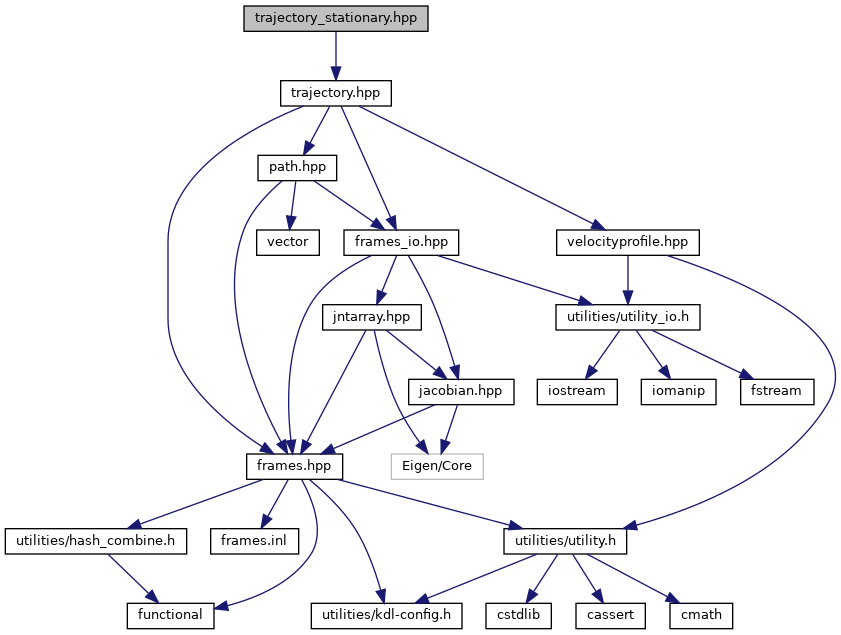 trajectory_stationary.hpp
trajectory.hpp
path.hpp
vector
frames_io.hpp
velocityprofile.hpp
jntarray.hpp
utilities/utility_io.h
jacobian.hpp
iostream
iomanip
fstream
frames.hpp
Eigen/Core
utilities/hash_combine.h
frames.inl
utilities/utility.h
functional
utilities/kdl-config.h
cstdlib
cassert
cmath